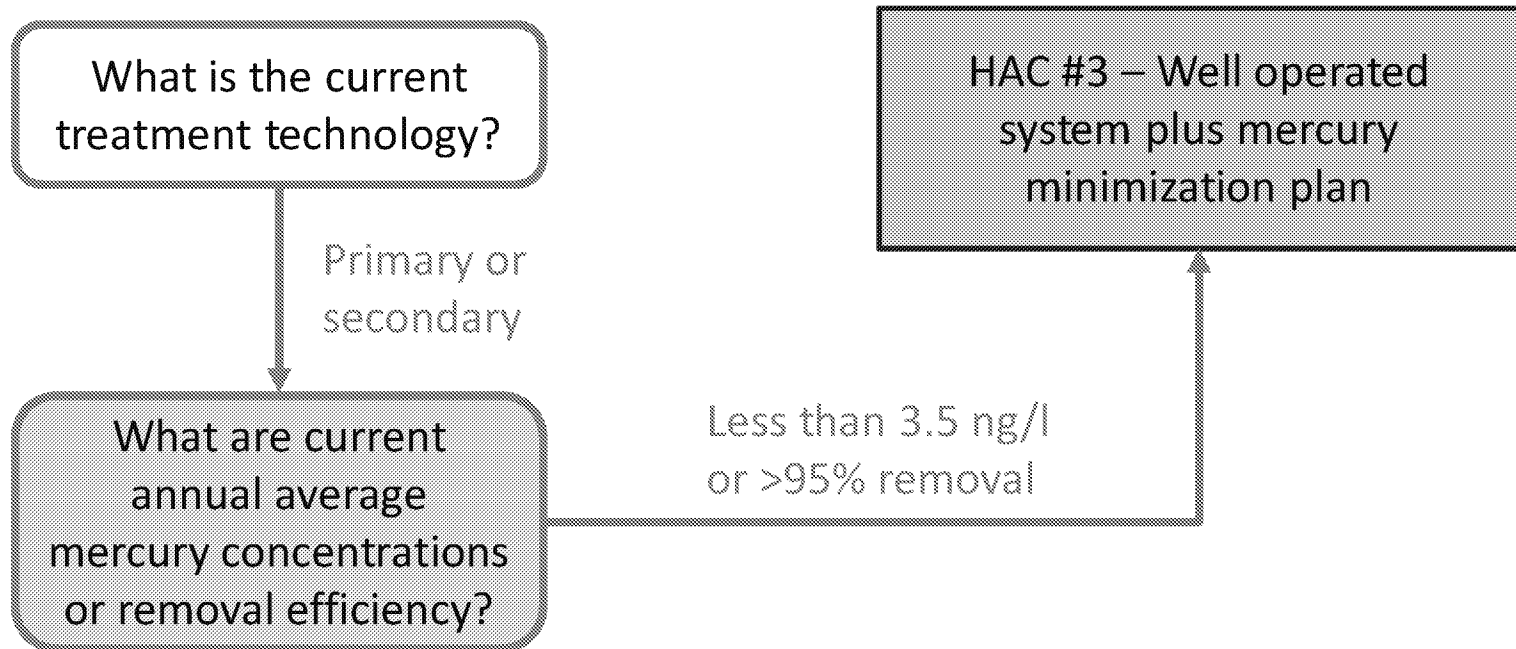 What is the current
treatment technology?
HAC #3 – Well operated
system plus mercury
minimization plan
Primary or
secondary
What are current
annual average
mercury concentrations
or removal efficiency?
Less than 3.5 ng/l
or >95% removal